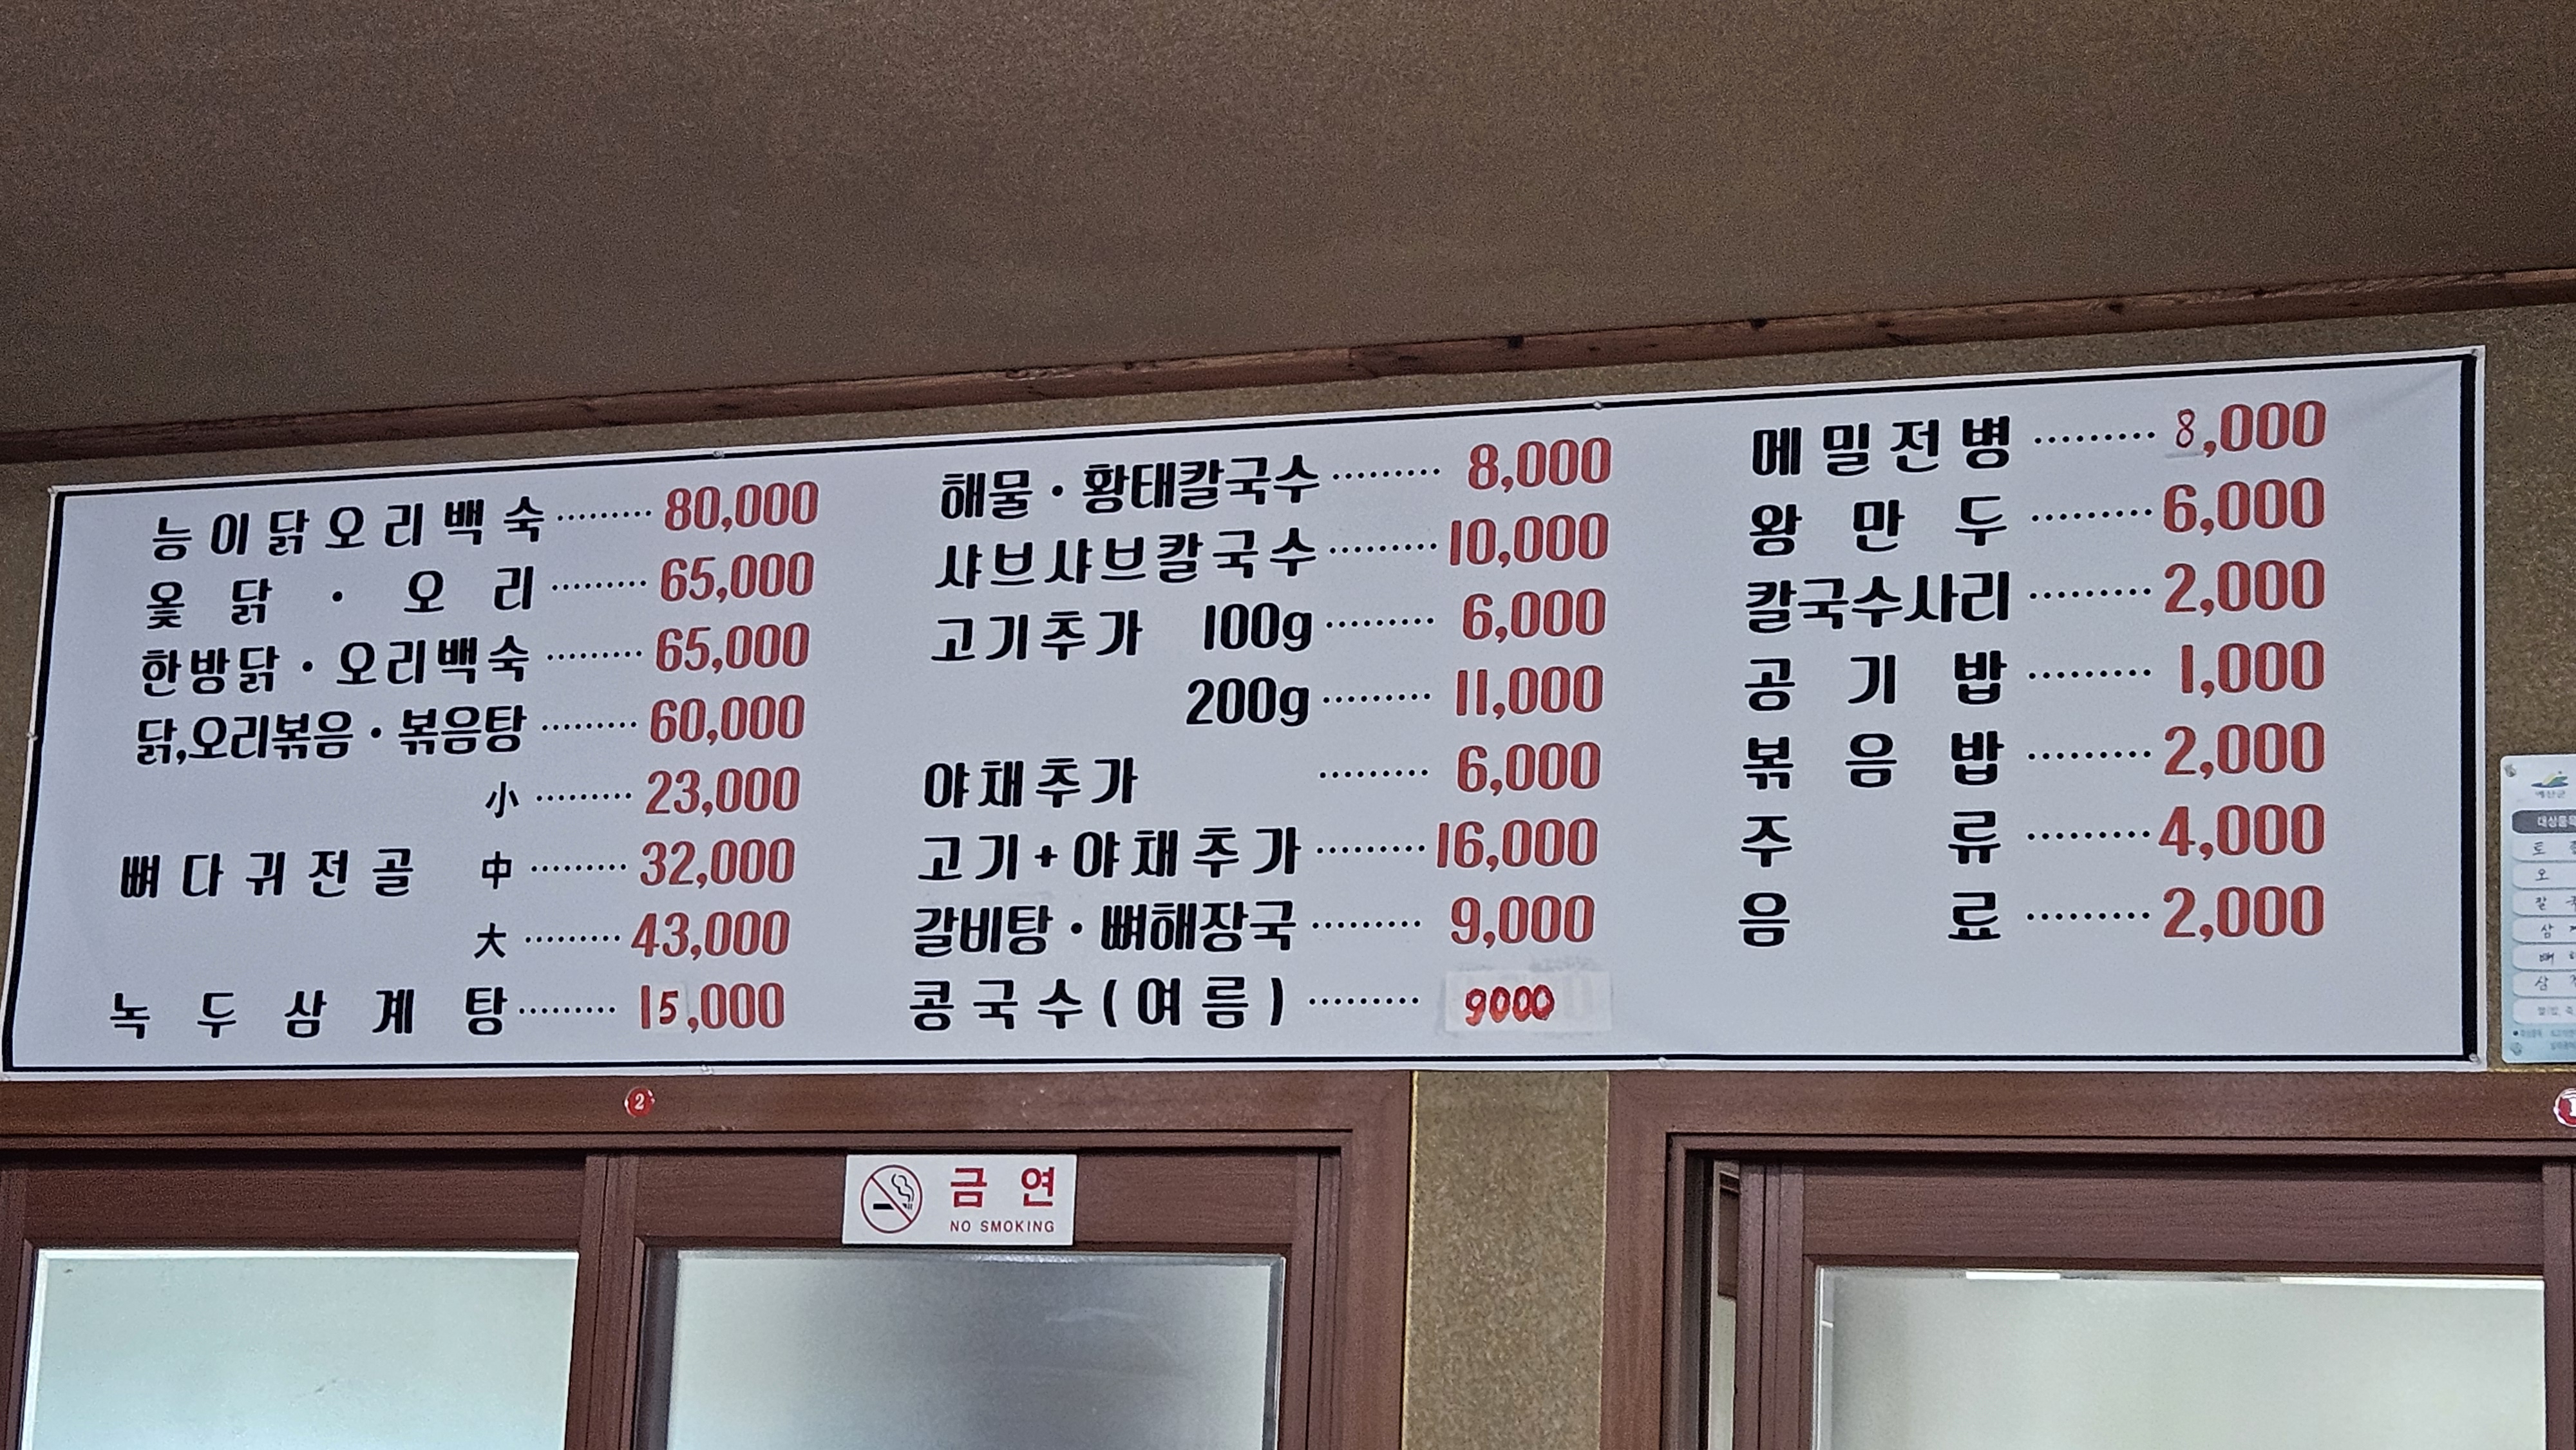 능이닭오리백숙 ········· 80,000
옻닭 · 오리 ········· 65,000
한방닭 · 오리백숙 ········· 65,000
닭,오리볶음 · 볶음탕 ········· 60,000
小 ········· 23,000
뼈다귀전골 中 ········· 32,000
大 ········· 43,000
녹두삼계탕 ········· 15,000
해물 · 황태칼국수 ········· 8,000
샤브샤브칼국수 ········· 10,000
고기추가 100g ········· 6,000
200g ········· 11,000
야채추가 ········· 6,000
고기+야채추가 ········· 16,000
갈비탕 · 뼈해장국 ········· 9,000
콩국수(여름) ········· 9000
메밀전병 ········· 8,000
왕만두 ········· 6,000
칼국수사리 ········· 2,000
공기밥 ········· 1,000
볶음밥 ········· 2,000
주류 ········· 4,000
음료 ········· 2,000
예산군
대상품목
2
금연
NO SMOKING